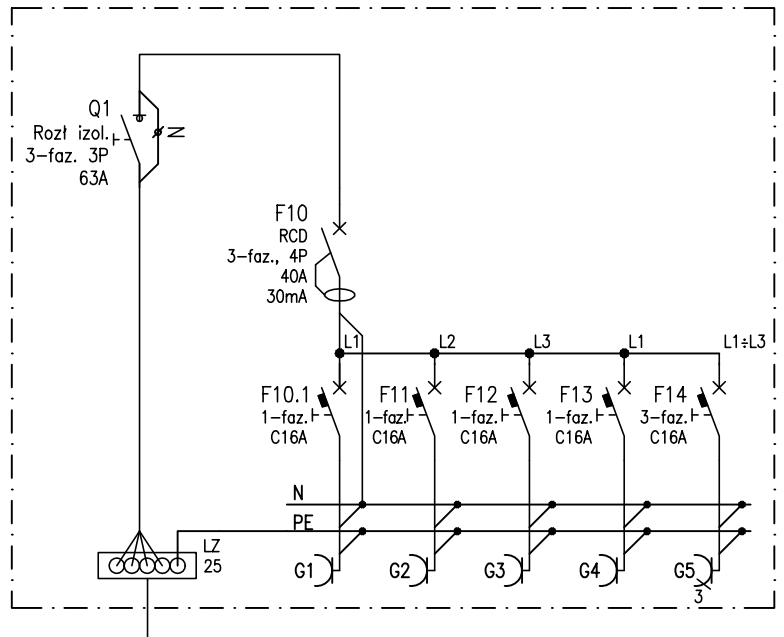 Q1
Rozł izol.
3-faz. 3P
63A
N
F10
RCD
3-faz., 4P
40A
30mA
L1
L2
L3
L1
L1÷L3
F10.1
1-faz.
C16A
F11
1-faz.
C16A
F12
1-faz.
C16A
F13
1-faz.
C16A
F14
3-faz.
C16A
N
PE
LZ
25
G1
G2
G3
G4
G5
3